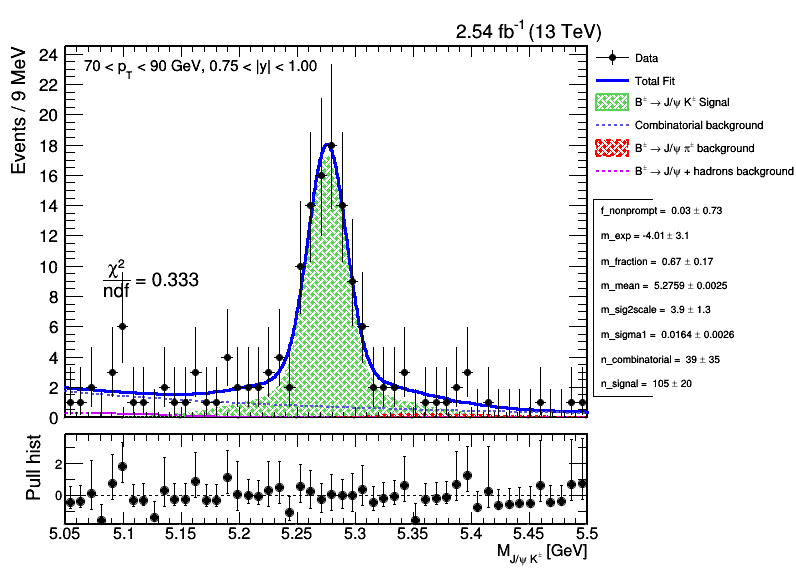 2.54 fb⁻¹ (13 TeV)
Events / 9 MeV
24
22
20
18
16
14
12
10
8
6
4
2
0
70 < p_T < 90 GeV, 0.75 < |y| < 1.00
χ²/ndf = 0.333
Data
Total Fit
B± → J/ψ K± Signal
Combinatorial background
B± → J/ψ π± background
B± → J/ψ + hadrons background
f_nonprompt = 0.03 ± 0.73
m_exp = -4.01 ± 3.1
m_fraction = 0.67 ± 0.17
m_mean = 5.2759 ± 0.0025
m_sig2scale = 3.9 ± 1.3
m_sigma1 = 0.0164 ± 0.0026
n_combinatorial = 39 ± 35
n_signal = 105 ± 20
Pull hist
2
0
5.05 5.1 5.15 5.2 5.25 5.3 5.35 5.4 5.45 5.5
M_J/ψ K± [GeV]